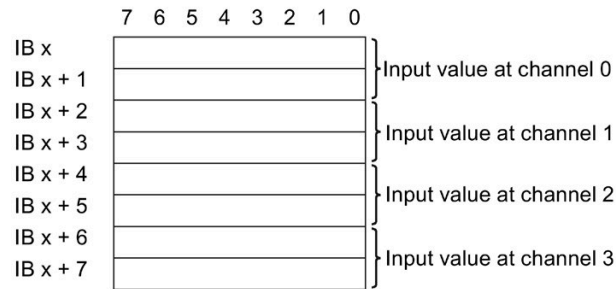 7 6 5 4 3 2 1 0
IB x
IB x + 1
Input value at channel 0
IB x + 2
IB x + 3
Input value at channel 1
IB x + 4
IB x + 5
Input value at channel 2
IB x + 6
IB x + 7
Input value at channel 3